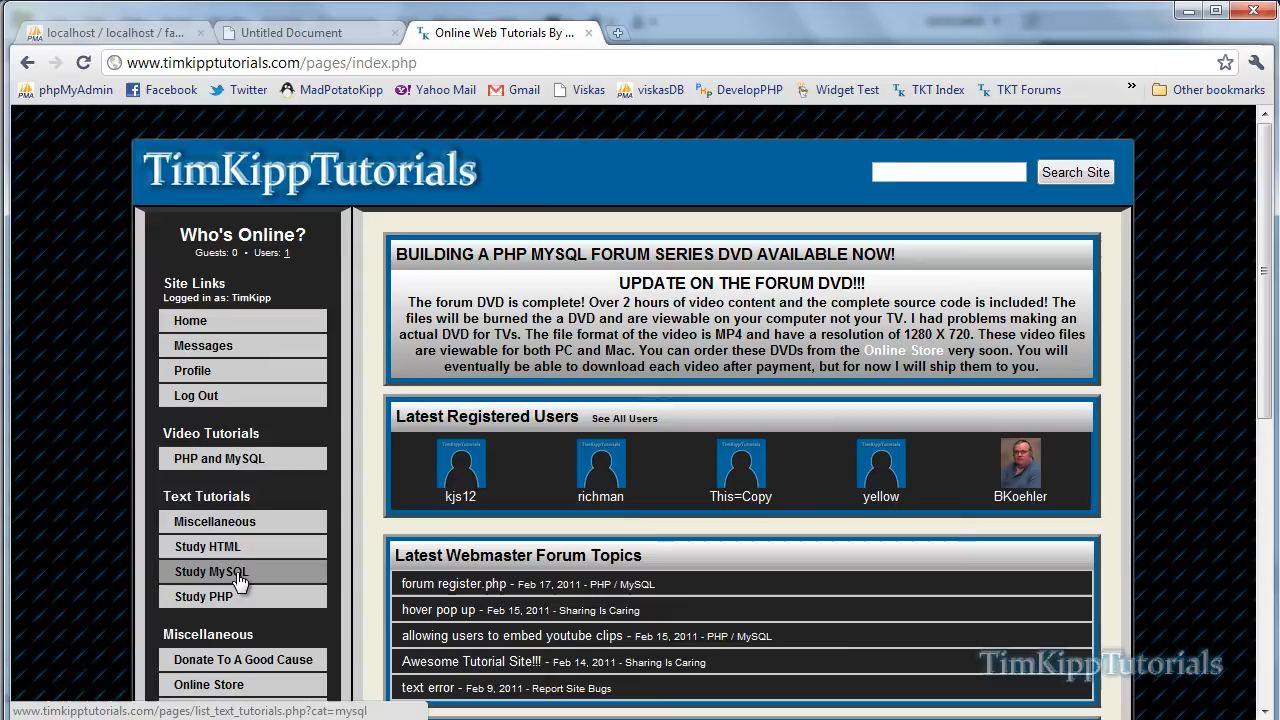 localhost / localhost / fa...
Untitled Document
Online Web Tutorials By ...
www.timkipptutorials.com/pages/index.php
phpMyAdmin
Facebook
Twitter
MadPotatoKipp
Yahoo Mail
Gmail
Viskas
viskasDB
DevelopPHP
Widget Test
TKT Index
TKT Forums
»
Other bookmarks
TimKippTutorials
Search Site
Who's Online?
Guests: 0 • Users: 1
Site Links
Logged in as: TimKipp
Home
Messages
Profile
Log Out
Video Tutorials
PHP and MySQL
Text Tutorials
Miscellaneous
Study HTML
Study MySQL
Study PHP
Miscellaneous
Donate To A Good Cause
Online Store
BUILDING A PHP MYSQL FORUM SERIES DVD AVAILABLE NOW!
UPDATE ON THE FORUM DVD!!!
The forum DVD is complete! Over 2 hours of video content and the complete source code is included! The
files will be burned the a DVD and are viewable on your computer not your TV. I had problems making an
actual DVD for TVs. The file format of the video is MP4 and have a resolution of 1280 X 720. These video files
are viewable for both PC and Mac. You can order these DVDs from the Online Store very soon. You will
eventually be able to download each video after payment, but for now I will ship them to you.
Latest Registered Users See All Users
TimKippTutorials
TimKippTutorials
TimKippTutorials
TimKippTutorials
kjs12
richman
This=Copy
yellow
BKoehler
Latest Webmaster Forum Topics
forum register.php - Feb 17, 2011 - PHP / MySQL
hover pop up - Feb 15, 2011 - Sharing Is Caring
allowing users to embed youtube clips - Feb 15, 2011 - PHP / MySQL
Awesome Tutorial Site!!! - Feb 14, 2011 - Sharing Is Caring
text error - Feb 9, 2011 - Report Site Bugs
TimKippTutorials
www.timkipptutorials.com/pages/list_text_tutorials.php?cat=mysql